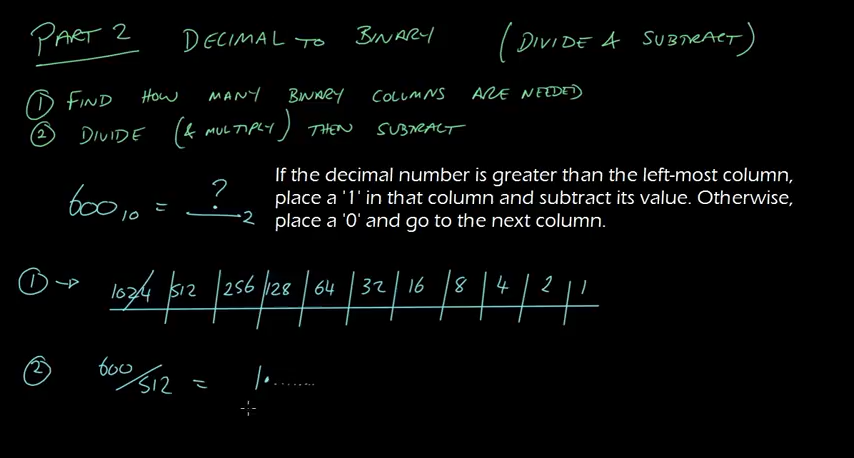 PART 2 DECIMAL TO BINARY (DIVIDE & SUBTRACT)
① FIND HOW MANY BINARY COLUMNS ARE NEEDED
② DIVIDE (& MULTIPLY) THEN SUBTRACT
600₁₀ = ?₂
If the decimal number is greater than the left-most column,
place a '1' in that column and subtract its value. Otherwise,
place a '0' and go to the next column.
① → 1024 | 512 | 256 | 128 | 64 | 32 | 16 | 8 | 4 | 2 | 1
② 600/512 = 1.........